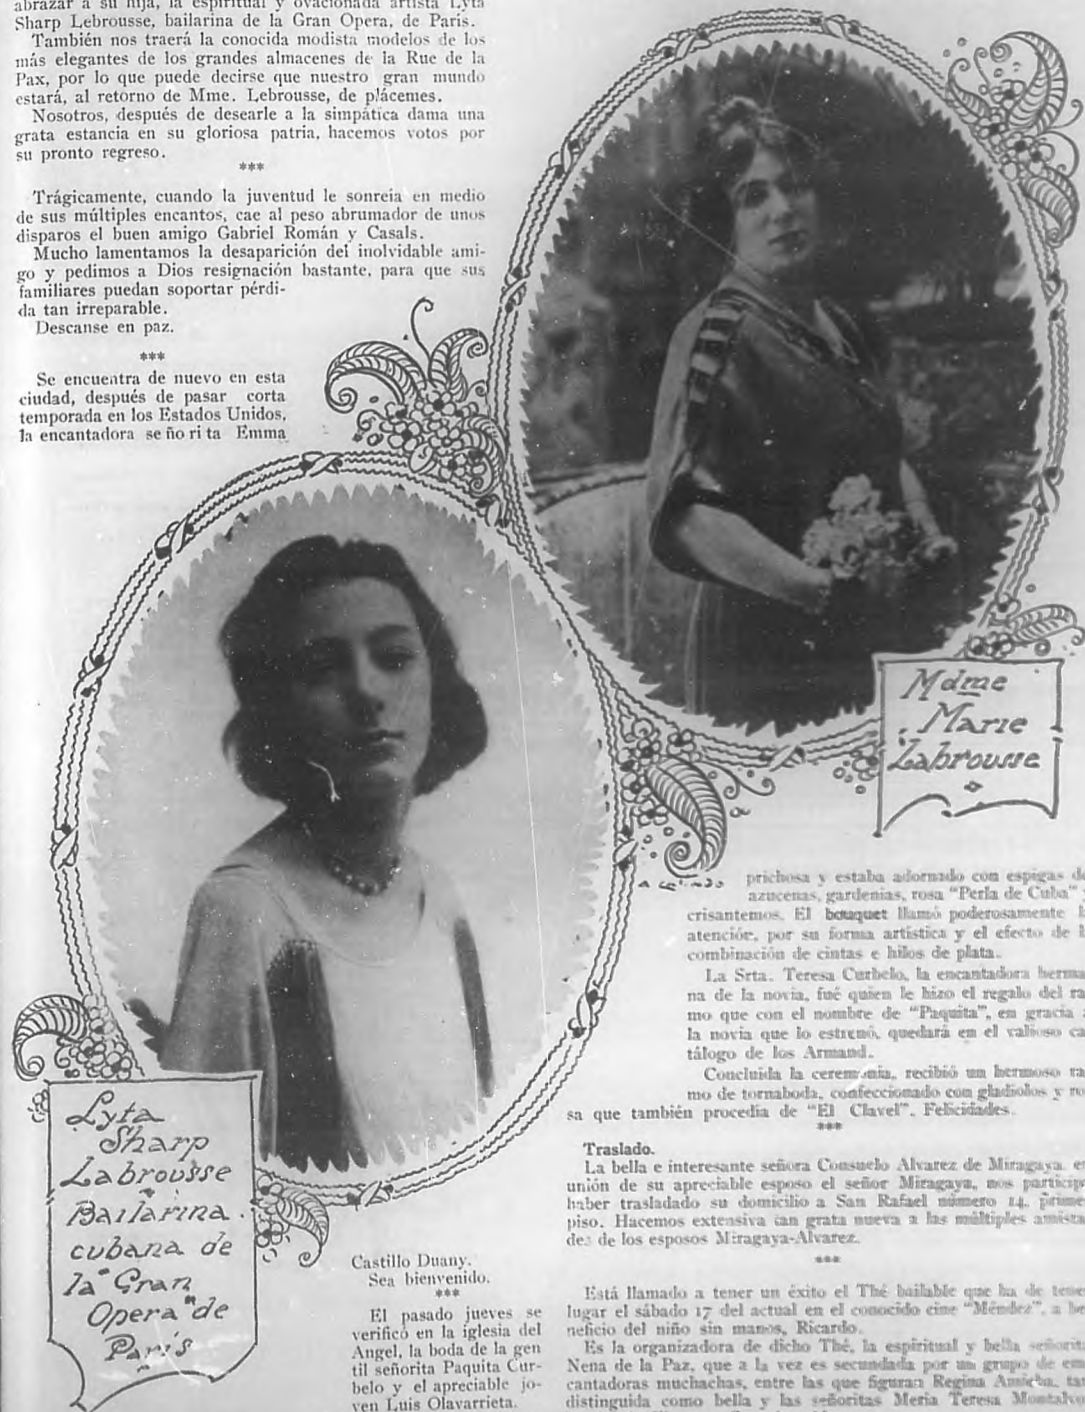 abrazar a su hija, la espiritual y ovacionada artista Lyta
Sharp Lebrousse, bailarina de la Gran Opera, de París.
También nos traerá la conocida modista modelos de los
más elegantes de los grandes almacenes de la Rue de la
Pax, por lo que puede decirse que nuestro gran mundo
estará, al retorno de Mme. Lebrousse, de plácemes.
Nosotros, después de desearle a la simpática dama una
grata estancia en su gloriosa patria, hacemos votos por
su pronto regreso.
***
Trágicamente, cuando la juventud le sonreía en medio
de sus múltiples encantos, cae al peso abrumador de unos
disparos el buen amigo Gabriel Román y Casals.
Mucho lamentamos la desaparición del inolvidable ami-
go y pedimos a Dios resignación bastante, para que sus
familiares puedan soportar pérdi-
da tan irreparable.
Descanse en paz.
***
Se encuentra de nuevo en esta
ciudad, después de pasar corta
temporada en los Estados Unidos,
la encantadora se ño ri ta Emma
Mdme
Marie
Labrousse
Lyta
Sharp
Labrousse
Bailarina
cubana de
la "Gran
Opera" de
París
Castillo Duany.
Sea bienvenido.
***
El pasado jueves se
verificó en la iglesia del
Angel, la boda de la gen
til señorita Paquita Cur-
belo y el apreciable jo-
ven Luis Olavarrieta.
prichosa y estaba adornado con espigas de
azucenas, gardenias, rosa "Perla de Cuba" y
crisantemos. El bouquet llamó poderosamente l
atención, por su forma artística y el efecto de l
combinación de cintas e hilos de plata.
La Srta. Teresa Curbelo, la encantadora herma-
na de la novia, fué quien le hizo el regalo del ra-
mo que con el nombre de "Paquita", en gracia a
la novia que lo estrenó, quedará en el valioso ca-
tálogo de los Armand.
Concluida la ceremonia, recibió un hermoso ra-
mo de tornaboda, confeccionado con gladiolos y ro-
sa que también procedía de "El Clavel". Felicidades.
***
Traslado.
La bella e interesante señora Consuelo Alvarez de Miragaya, en
unión de su apreciable esposo el señor Miragaya, nos participa
haber trasladado su domicilio a San Rafael número 14, primer
piso. Hacemos extensiva tan grata nueva a las múltiples amista-
des de los esposos Miragaya-Alvarez.
***
Está llamado a tener un éxito el Thé bailable que ha de tener
lugar el sábado 17 del actual en el conocido cine "Méndez", a be-
neficio del niño sin manos, Ricardo.
Es la organizadora de dicho Thé, la espiritual y bella señorita
Nena de la Paz, que a la vez es secundada por un grupo de en-
cantadoras muchachas, entre las que figuran Regina tan
distinguida como bella y las señoritas Meria Teresa